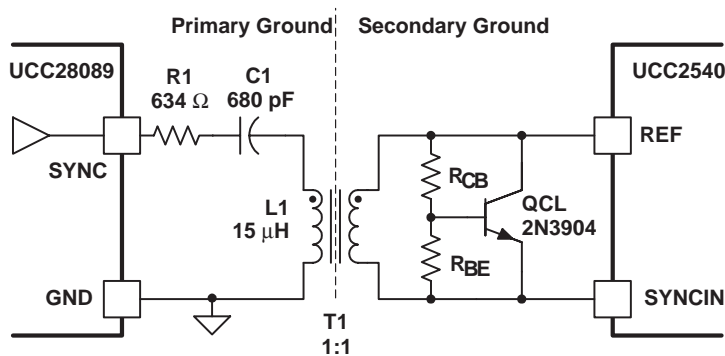 Primary Ground
Secondary Ground
UCC28089
R1
634 Ω
C1
680 pF
UCC2540
SYNC
REF
L1
15 μH
RCB
QCL
2N3904
RBE
GND
SYNCIN
T1
1:1